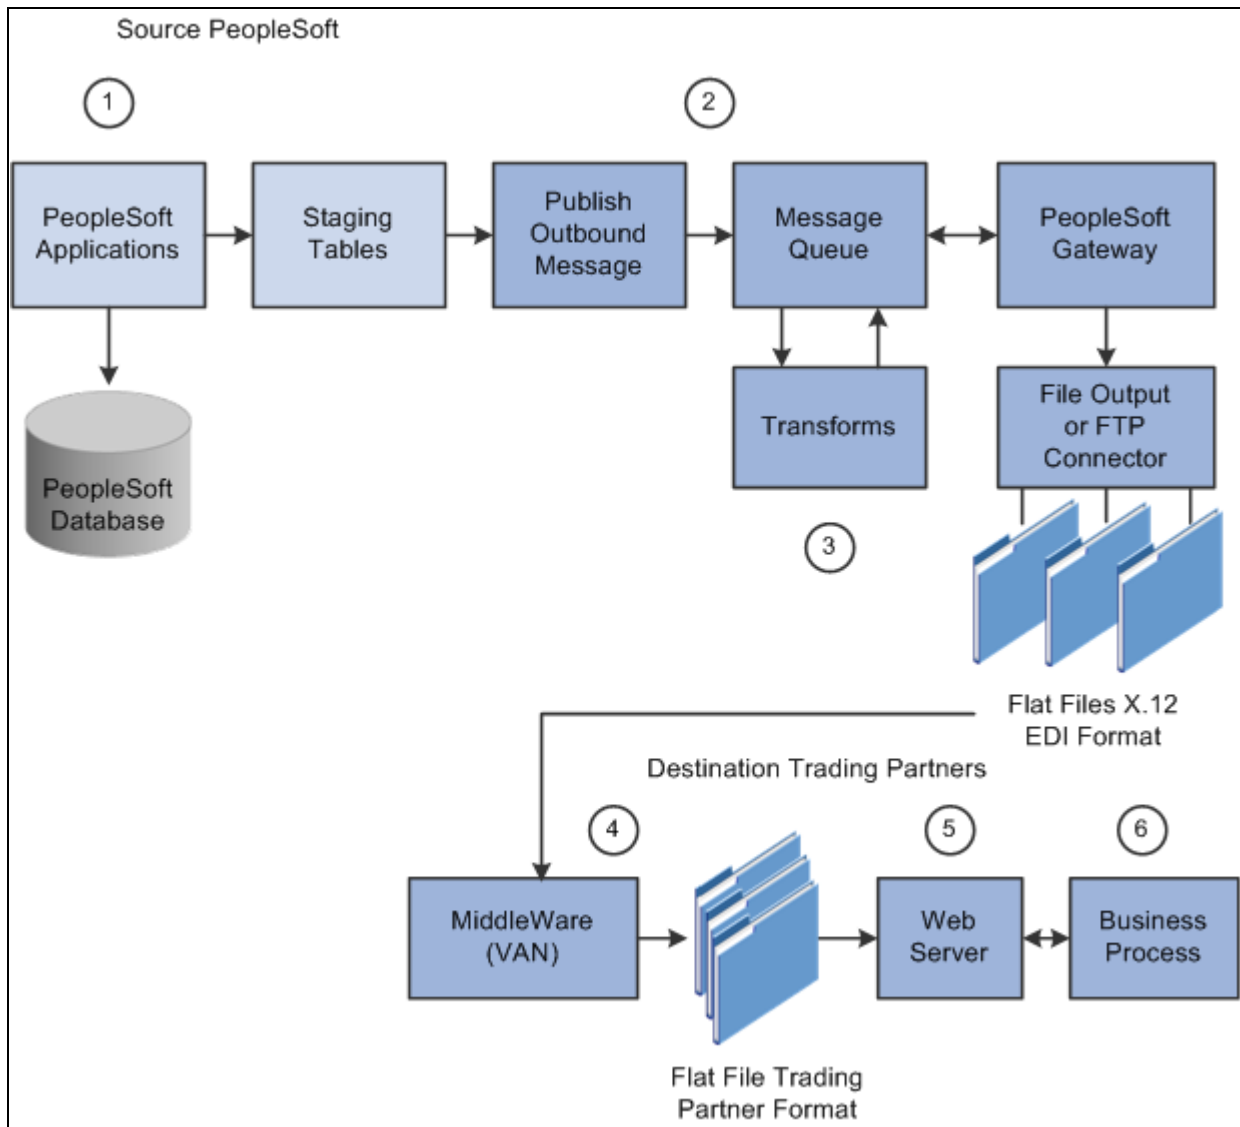 Source PeopleSoft
1
2
PeopleSoft
Applications
Staging
Tables
Publish
Outbound
Message
Message
Queue
PeopleSoft
Gateway
Transforms
File Output
or FTP
Connector
PeopleSoft
Database
3
Flat Files X.12
EDI Format
Destination Trading Partners
4
5
6
MiddleWare
(VAN)
Web
Server
Business
Process
Flat File Trading
Partner Format